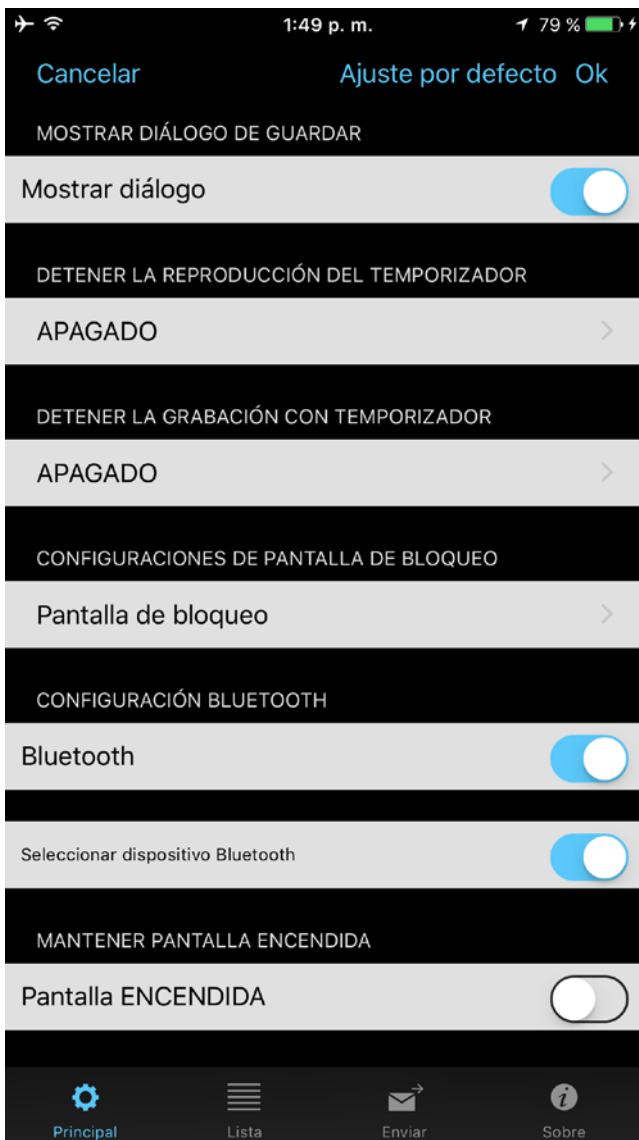 1:49 p. m. 79 %
Cancelar Ajuste por defecto Ok
MOSTRAR DIÁLOGO DE GUARDAR
Mostrar diálogo
DETENER LA REPRODUCCIÓN DEL TEMPORIZADOR
APAGADO
DETENER LA GRABACIÓN CON TEMPORIZADOR
APAGADO
CONFIGURACIONES DE PANTALLA DE BLOQUEO
Pantalla de bloqueo
CONFIGURACIÓN BLUETOOTH
Bluetooth
Seleccionar dispositivo Bluetooth
MANTENER PANTALLA ENCENDIDA
Pantalla ENCENDIDA
Principal Lista Enviar Sobre